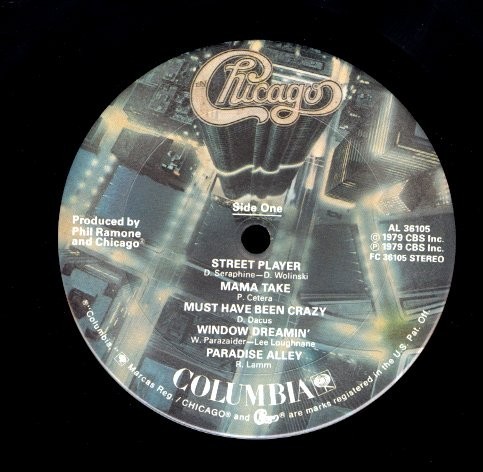 Chicago
Side One
Produced by
Phil Ramone
and Chicago
AL 36105
© 1979 CBS Inc.
℗ 1979 CBS Inc.
FC 36105 STEREO
STREET PLAYER
D. Seraphine—D. Wolinski
MAMA TAKE
P. Cetera
MUST HAVE BEEN CRAZY
D. Dacus
WINDOW DREAMIN'
W. Parazaider—Lee Loughnane
PARADISE ALLEY
R. Lamm
COLUMBIA
® "Columbia" Marcas Reg. / CHICAGO® and Chicago® are marks registered in the U.S. Pat. Off